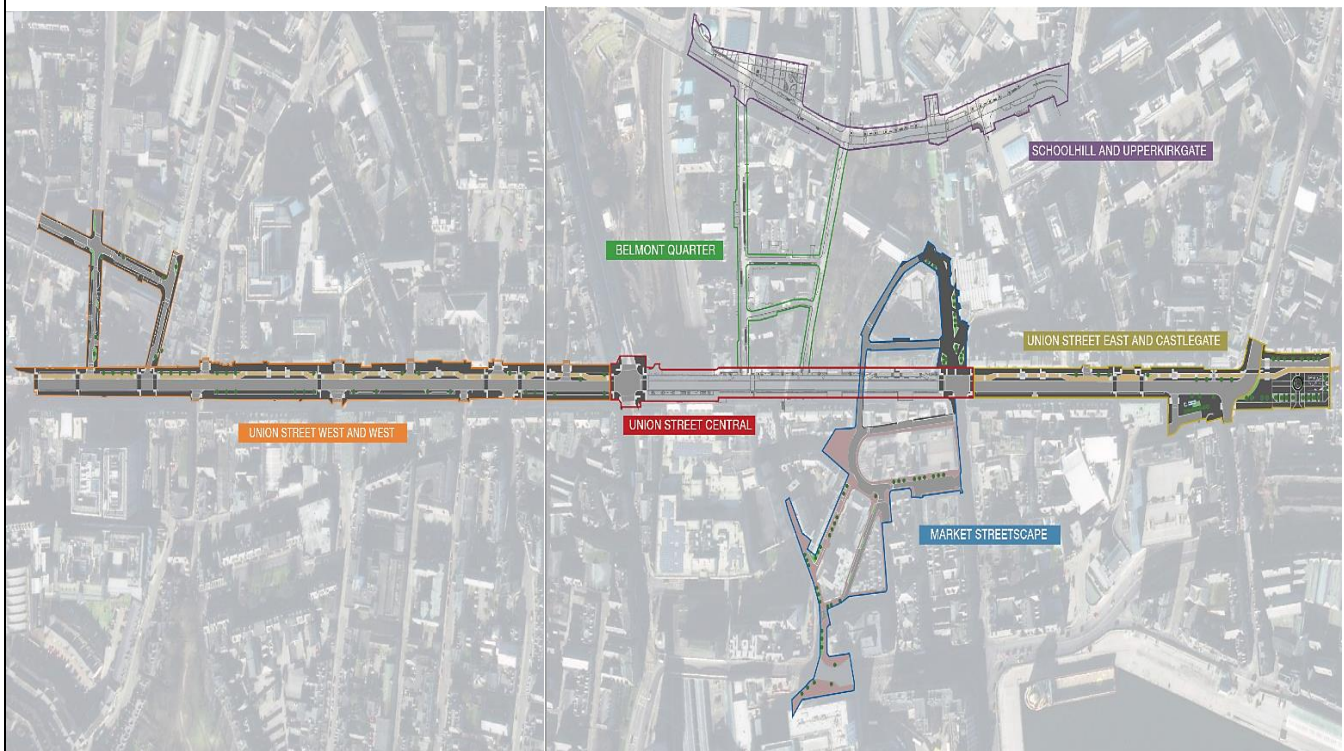 SCHOOLHILL AND UPPERKIRKGATE
BELMONT QUARTER
UNION STREET EAST AND CASTLEGATE
UNION STREET WEST AND WEST
UNION STREET CENTRAL
MARKET STREETSCAPE